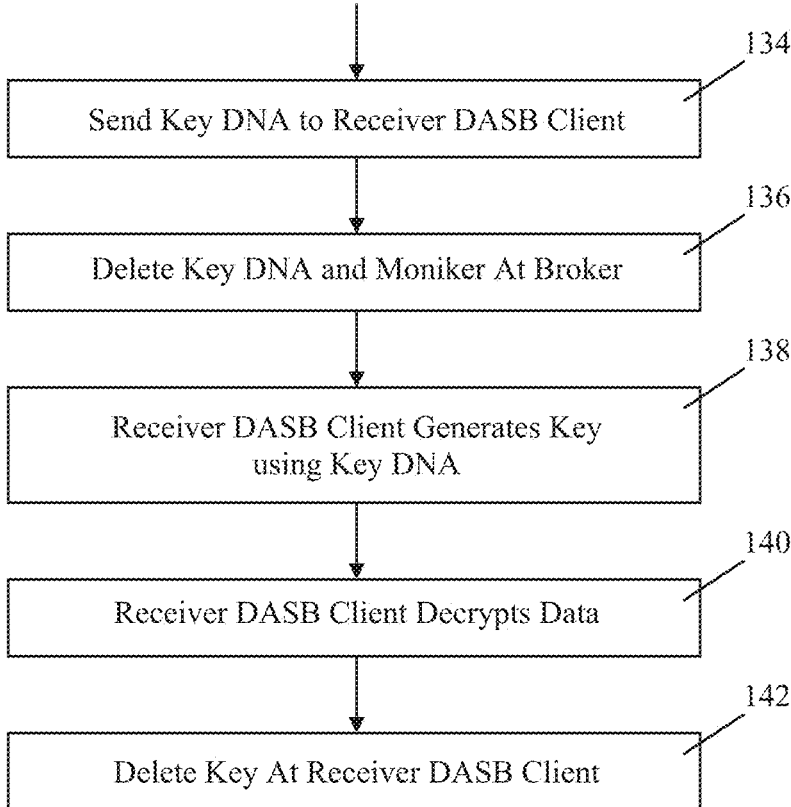 134
Send Key DNA to Receiver DASB Client
136
Delete Key DNA and Moniker At Broker
138
Receiver DASB Client Generates Key
using Key DNA
140
Receiver DASB Client Decrypts Data
142
Delete Key At Receiver DASB Client